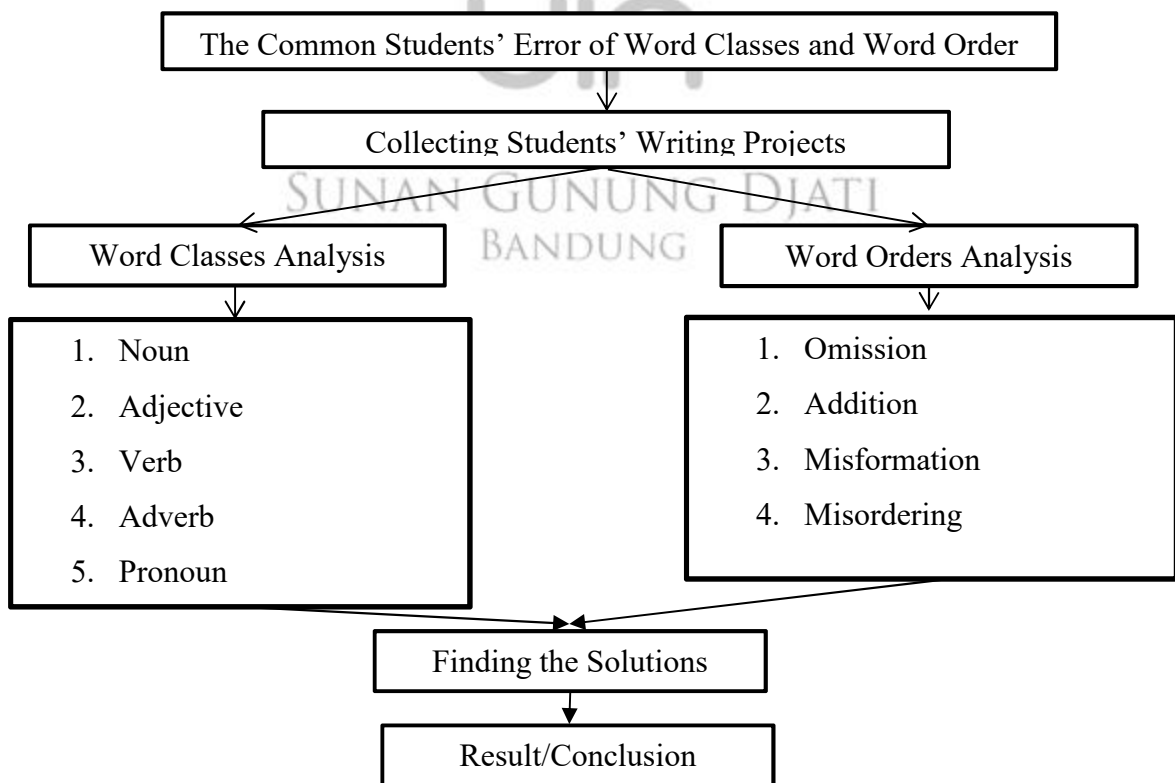 uin
The Common Students’ Error of Word Classes and Word Order
Collecting Students’ Writing Projects
SUNAN GUNUNG DJATI
BANDUNG
Word Classes Analysis
Word Orders Analysis
1. Noun
2. Adjective
3. Verb
4. Adverb
5. Pronoun
1. Omission
2. Addition
3. Misformation
4. Misordering
Finding the Solutions
Result/Conclusion